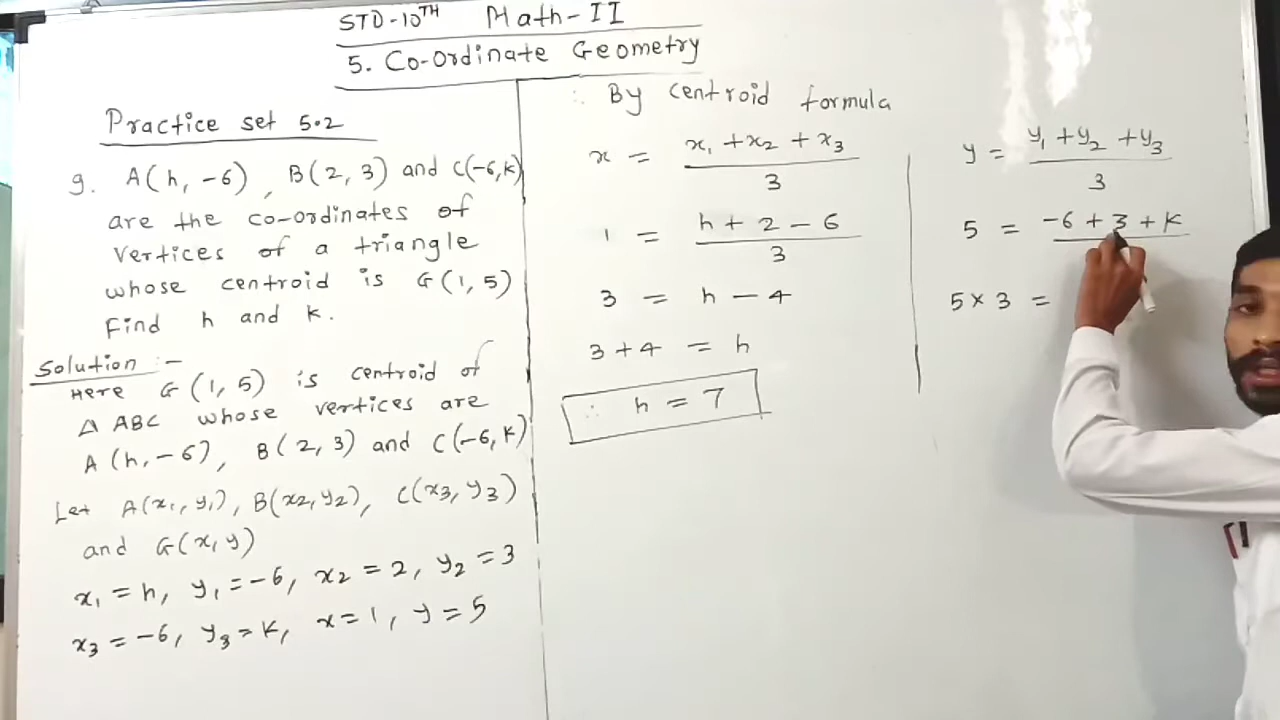 STD-10TH Math-II
5. Co-Ordinate Geometry
Practice set 5.2
9. A(h, -6), B(2, 3) and C(-6, k)
are the co-ordinates of
vertices of a triangle
whose centroid is G(1, 5)
Find h and k.
Solution :-
Here G(1, 5) is centroid of
△ABC whose vertices are
A(h, -6), B(2, 3) and C(-6, k)
Let A(x₁, y₁), B(x₂, y₂), C(x₃, y₃)
and G(x, y)
x₁ = h, y₁ = -6, x₂ = 2, y₂ = 3
x₃ = -6, y₃ = k, x = 1, y = 5
∴ By centroid formula
x = x₁ + x₂ + x₃
3
1 = h + 2 - 6
3
3 = h - 4
3 + 4 = h
∴ h = 7
y = y₁ + y₂ + y₃
3
5 = -6 + 3 + k
5 × 3 =